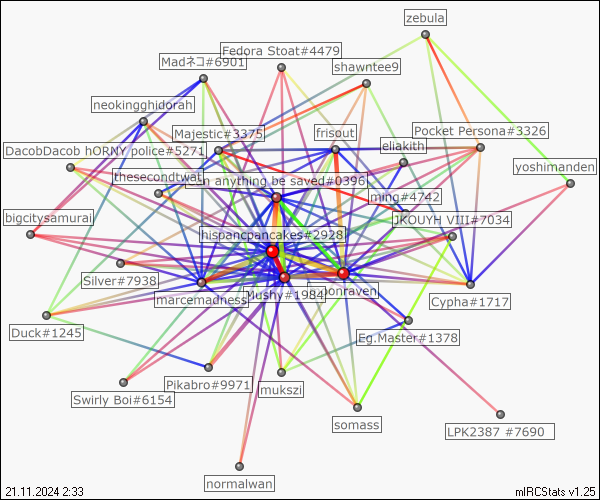 zebula
Fedora Stoat#4479
Madネコ#6901
shawntee9
neokingghidorah
Majestic#3375
frisout
Pocket Persona#3326
eliakith
DacobDacob hORNY police#5271
yoshimanden
thesecondtwat
an anything be saved#0396
ming#4742
bigcitysamurai
JKOUYH VIII#7034
hispancpancakes#2928
Silver#7938
marcemadness
Mushy#1984
onraven
Cypha#1717
Duck#1245
Eg.Master#1378
Pikabro#9971
mukszi
Swirly Boi#6154
somass
LPK2387 #7690
normalwan
21.11.2024 2:33
mIRCStats v1.25